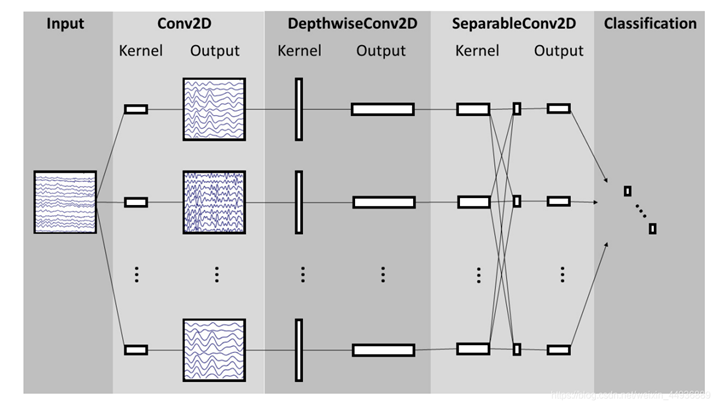 Input Conv2D DepthwiseConv2D SeparableConv2D Classification
Kernel Output Kernel Output Kernel Output